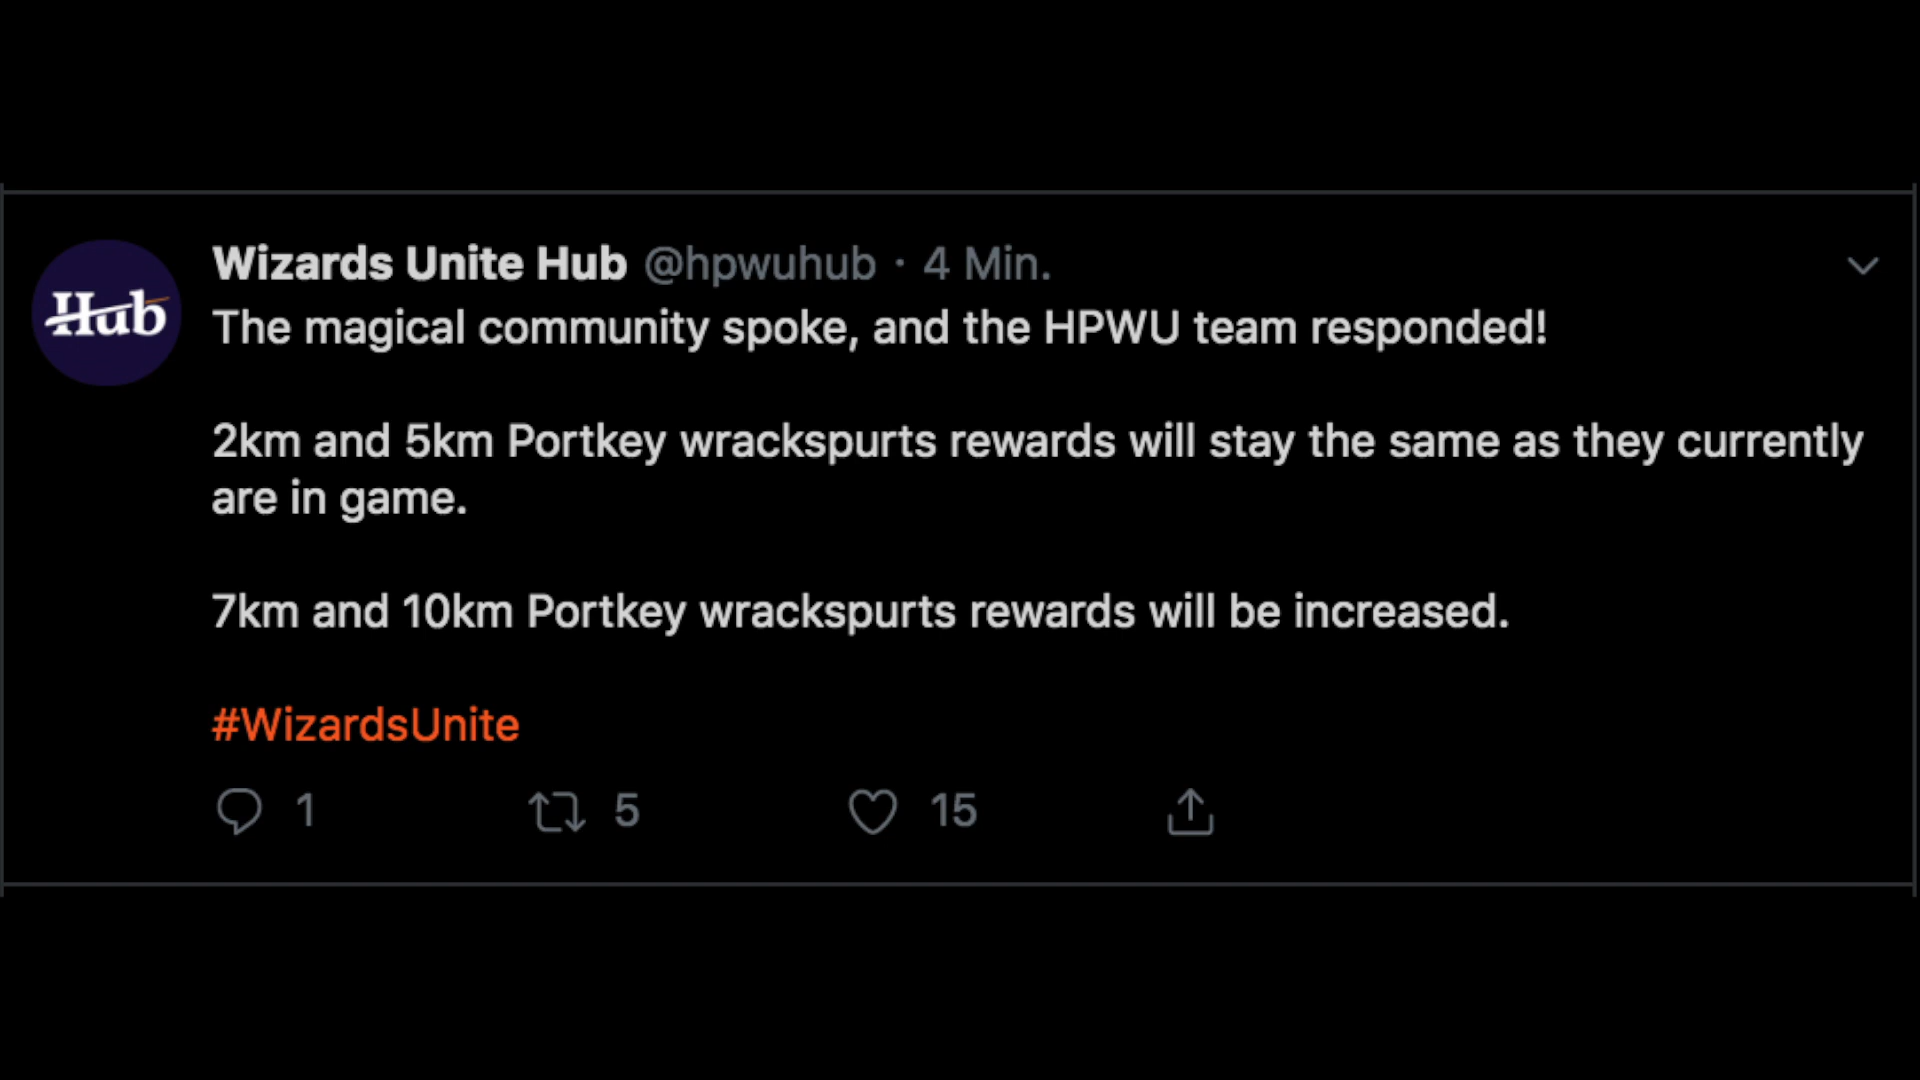 Hub
Wizards Unite Hub @hpwuhub · 4 Min.
The magical community spoke, and the HPWU team responded!
2km and 5km Portkey wrackspurts rewards will stay the same as they currently
are in game.
7km and 10km Portkey wrackspurts rewards will be increased.
#WizardsUnite
1 5 15